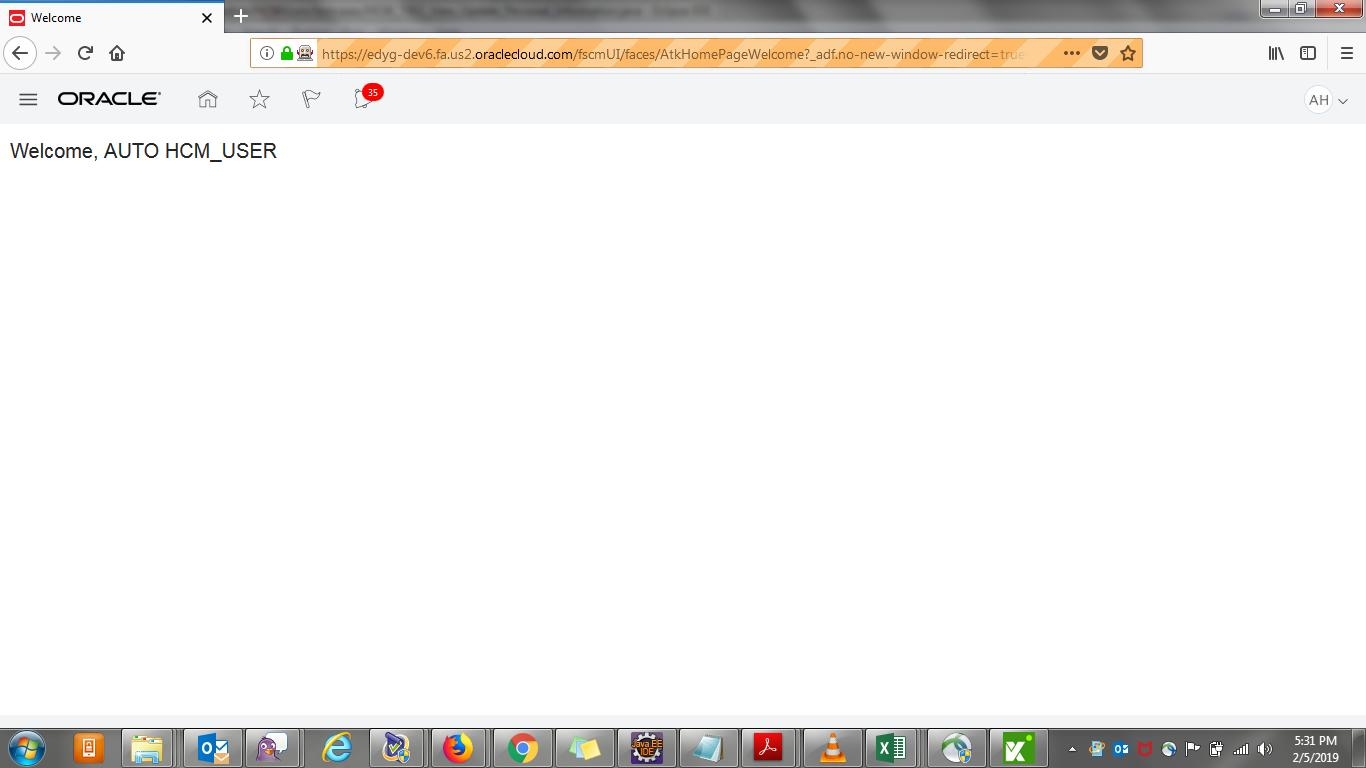 Welcome
https://edyg-dev6.fa.us2.oraclecloud.com/fscmUI/faces/AtkHomePageWelcome?_adf.no-new-window-redirect=true
ORACLE
35
AH
Welcome, AUTO HCM_USER
Java EE
IDE
5:31 PM
2/5/2019